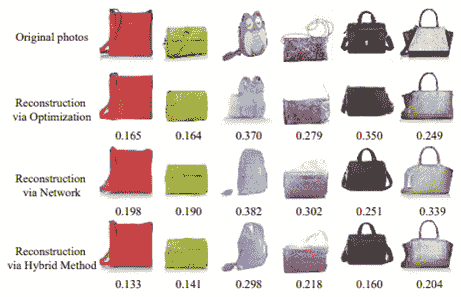 Original photos
Reconstruction
via Optimization
0.165 0.164 0.370 0.279 0.350 0.249
Reconstruction
via Network
0.198 0.190 0.382 0.302 0.251 0.339
Reconstruction
via Hybrid Method
0.133 0.141 0.298 0.218 0.160 0.204